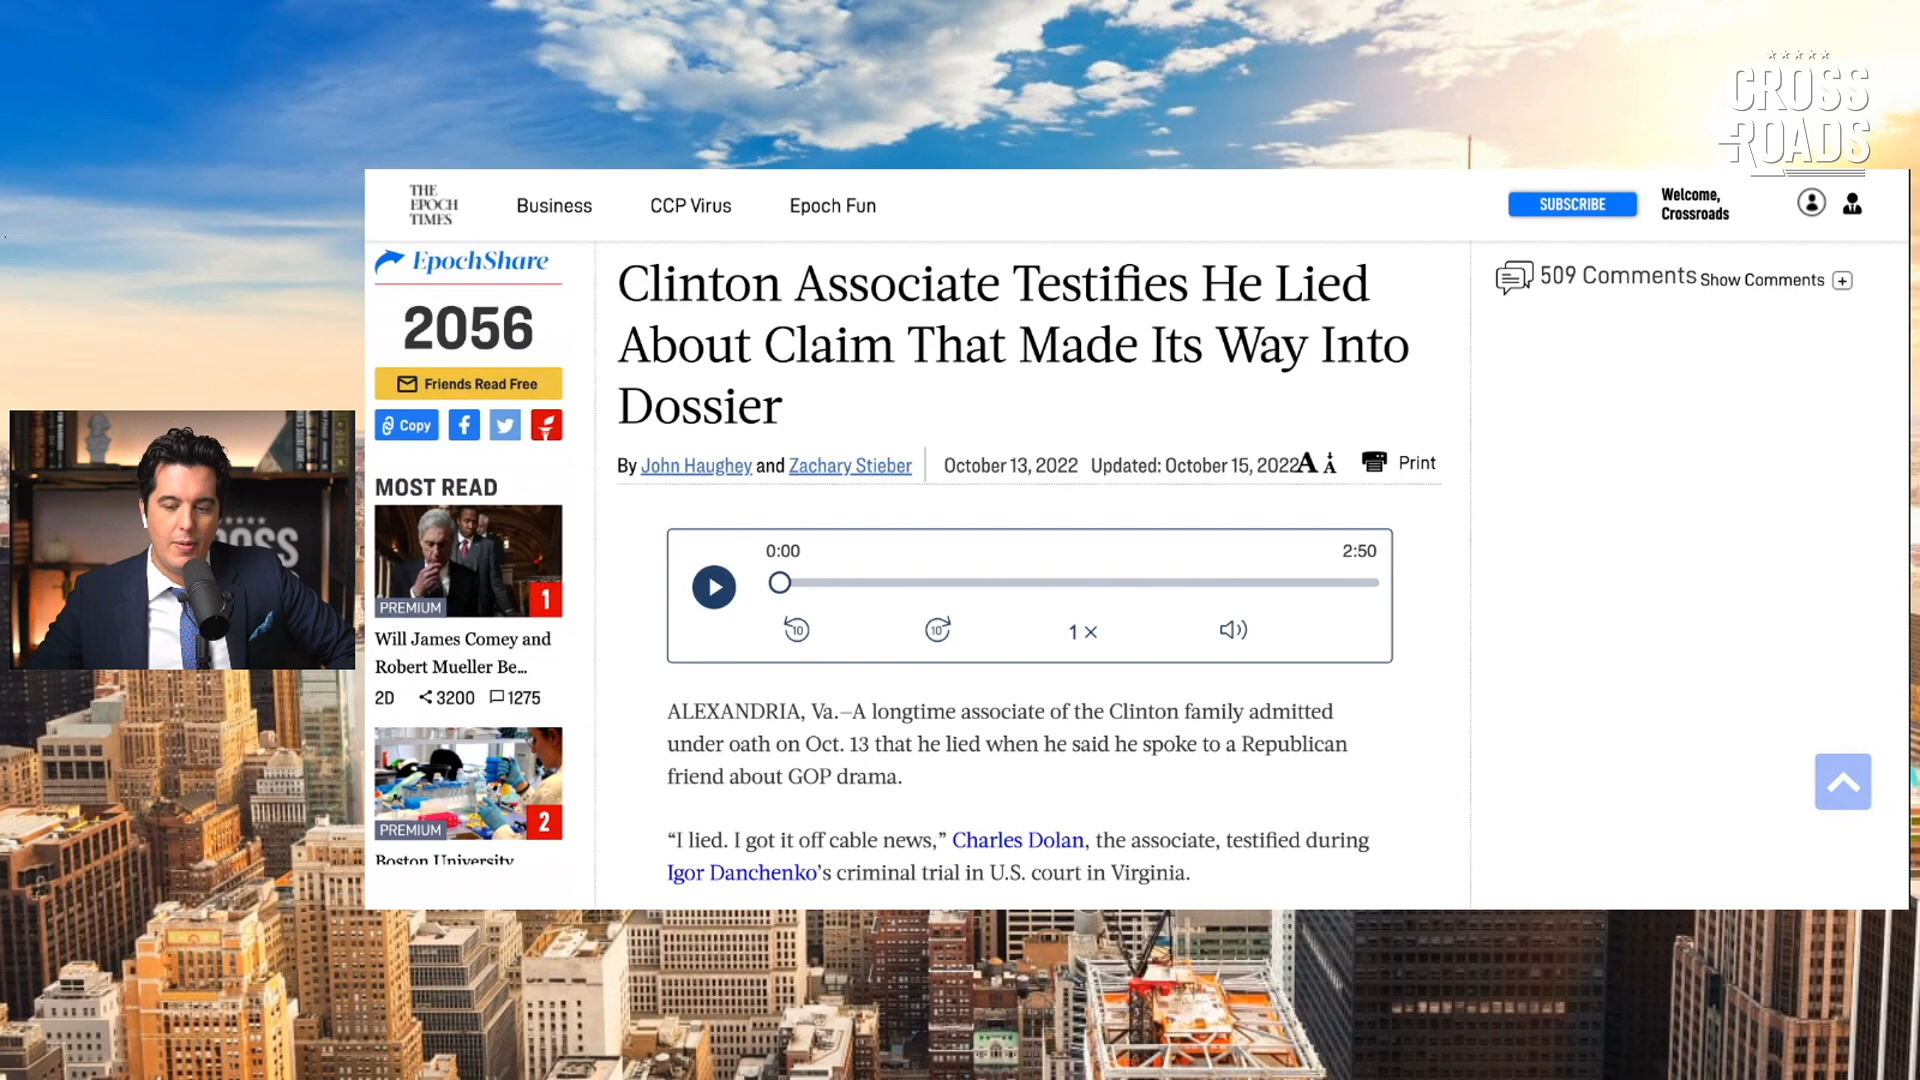 CROSS
ROADS
THE
EPOCH
TIMES
Business
CCP Virus
Epoch Fun
SUBSCRIBE
Welcome,
Crossroads
EpochShare
2056
Friends Read Free
Copy
MOST READ
PREMIUM
1
Will James Comey and
Robert Mueller Be...
2D 3200 1275
PREMIUM
2
Boston University
Clinton Associate Testifies He Lied
About Claim That Made Its Way Into
Dossier
By John Haughey and Zachary Stieber
October 13, 2022 Updated: October 15, 2022
A A
Print
0:00
2:50
10
10
1 ×
ALEXANDRIA, Va.—A longtime associate of the Clinton family admitted
under oath on Oct. 13 that he lied when he said he spoke to a Republican
friend about GOP drama.
“I lied. I got it off cable news,” Charles Dolan, the associate, testified during
Igor Danchenko’s criminal trial in U.S. court in Virginia.
509 Comments Show Comments +